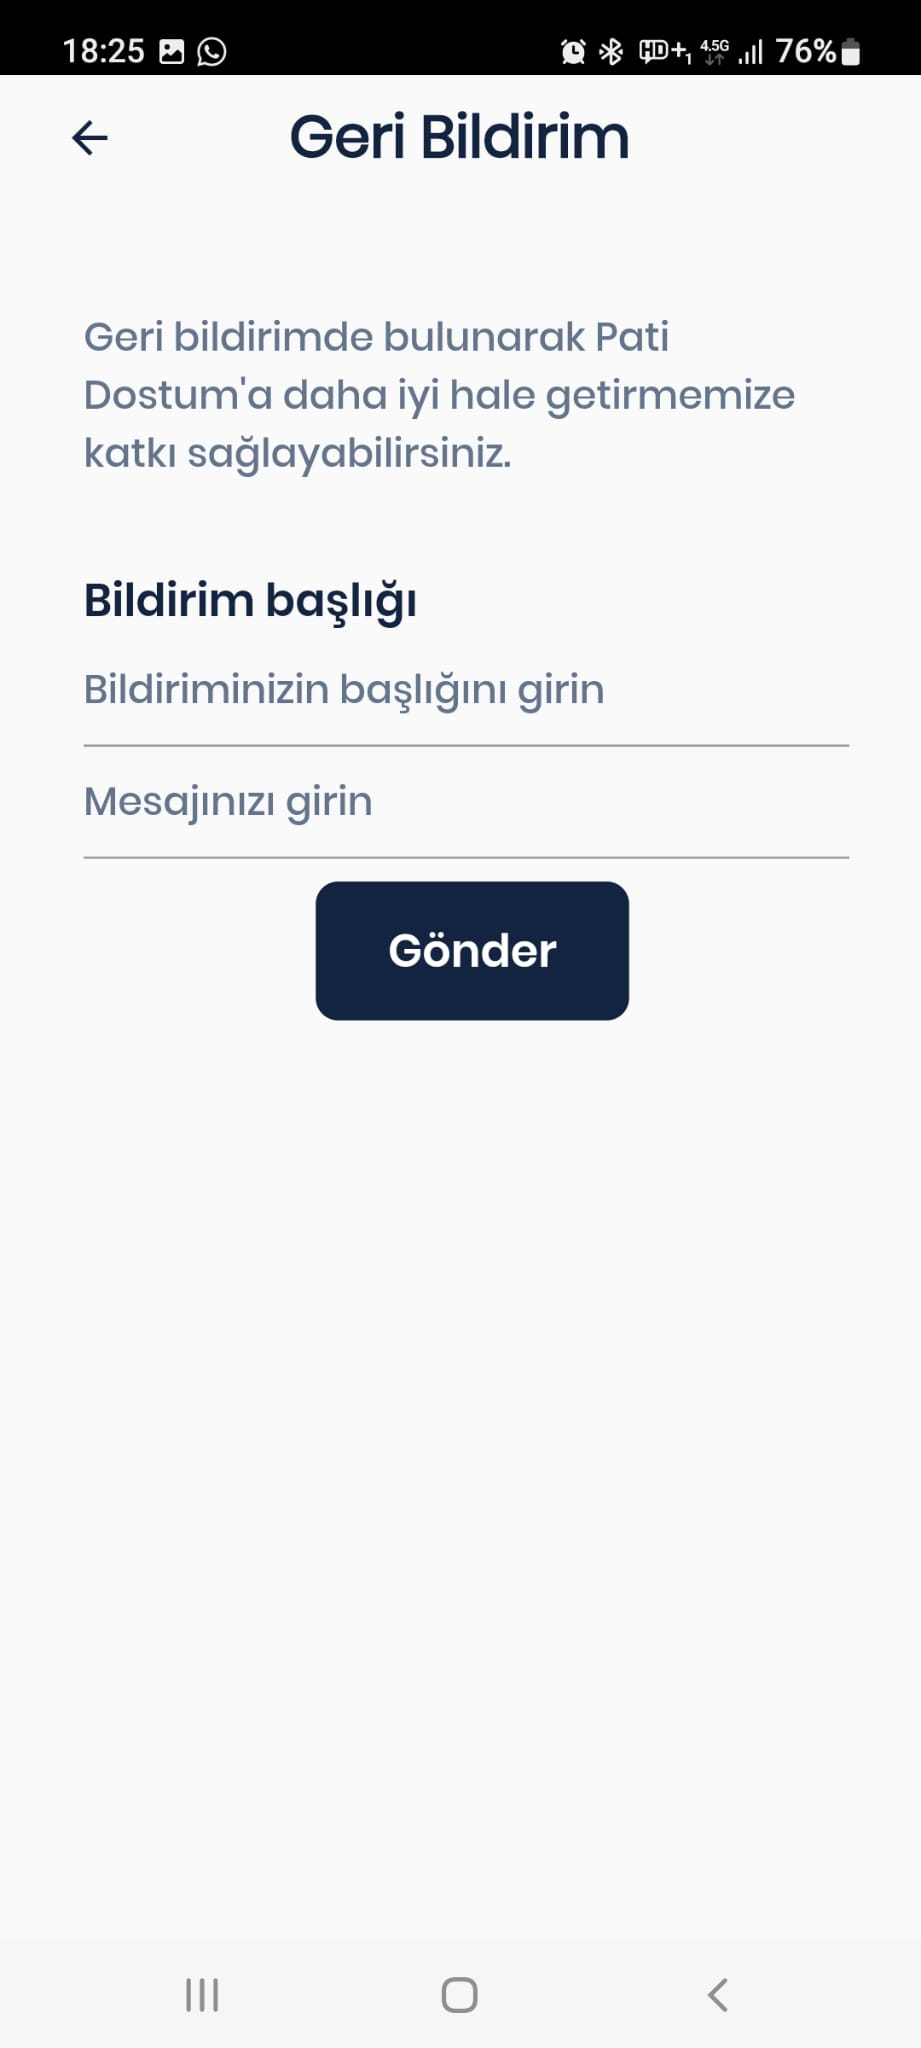 18:25
HD+1 4.5G 76%
Geri Bildirim
Geri bildirimde bulunarak Pati
Dostum'a daha iyi hale getirmemize
katkı sağlayabilirsiniz.
Bildirim başlığı
Bildiriminizin başlığını girin
Mesajınızı girin
Gönder